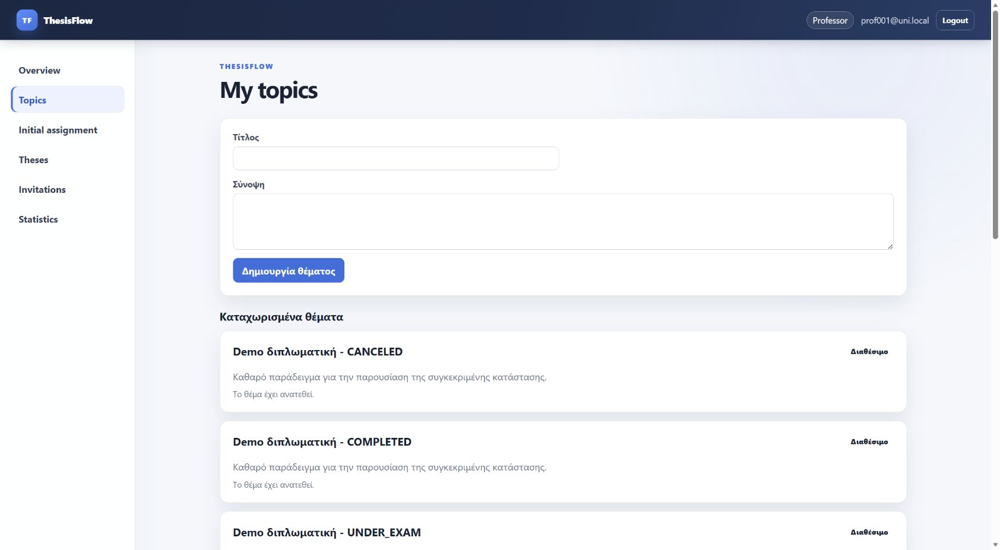 TF
ThesisFlow
Professor
prof001@uni.local
Logout
Overview
Topics
Initial assignment
Theses
Invitations
Statistics
THESISFLOW
My topics
Τίτλος
Σύνοψη
Δημιουργία θέματος
Καταχωρισμένα θέματα
Demo διπλωματική - CANCELED
Διαθέσιμο
Καθαρό παράδειγμα για την παρουσίαση της συγκεκριμένης κατάστασης.
Το θέμα έχει ανατεθεί.
Demo διπλωματική - COMPLETED
Διαθέσιμο
Καθαρό παράδειγμα για την παρουσίαση της συγκεκριμένης κατάστασης.
Το θέμα έχει ανατεθεί.
Demo διπλωματική - UNDER_EXAM
Διαθέσιμο